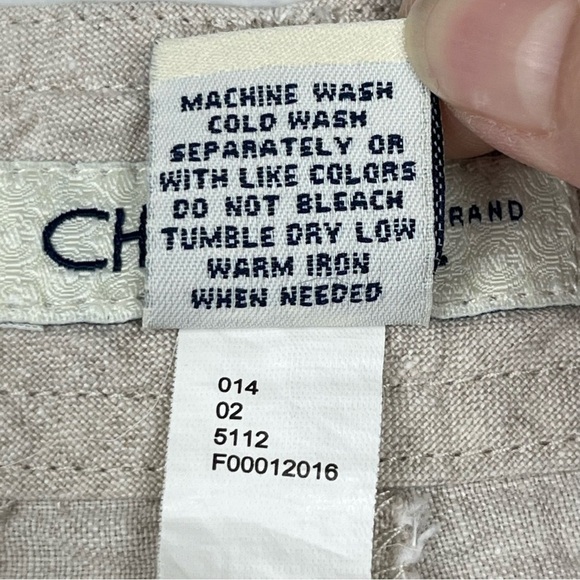 MACHINE WASH
COLD WASH
SEPARATELY OR
WITH LIKE COLORS
DO NOT BLEACH
TUMBLE DRY LOW
WARM IRON
WHEN NEEDED
CH
RAND
014
02
5112
F00012016